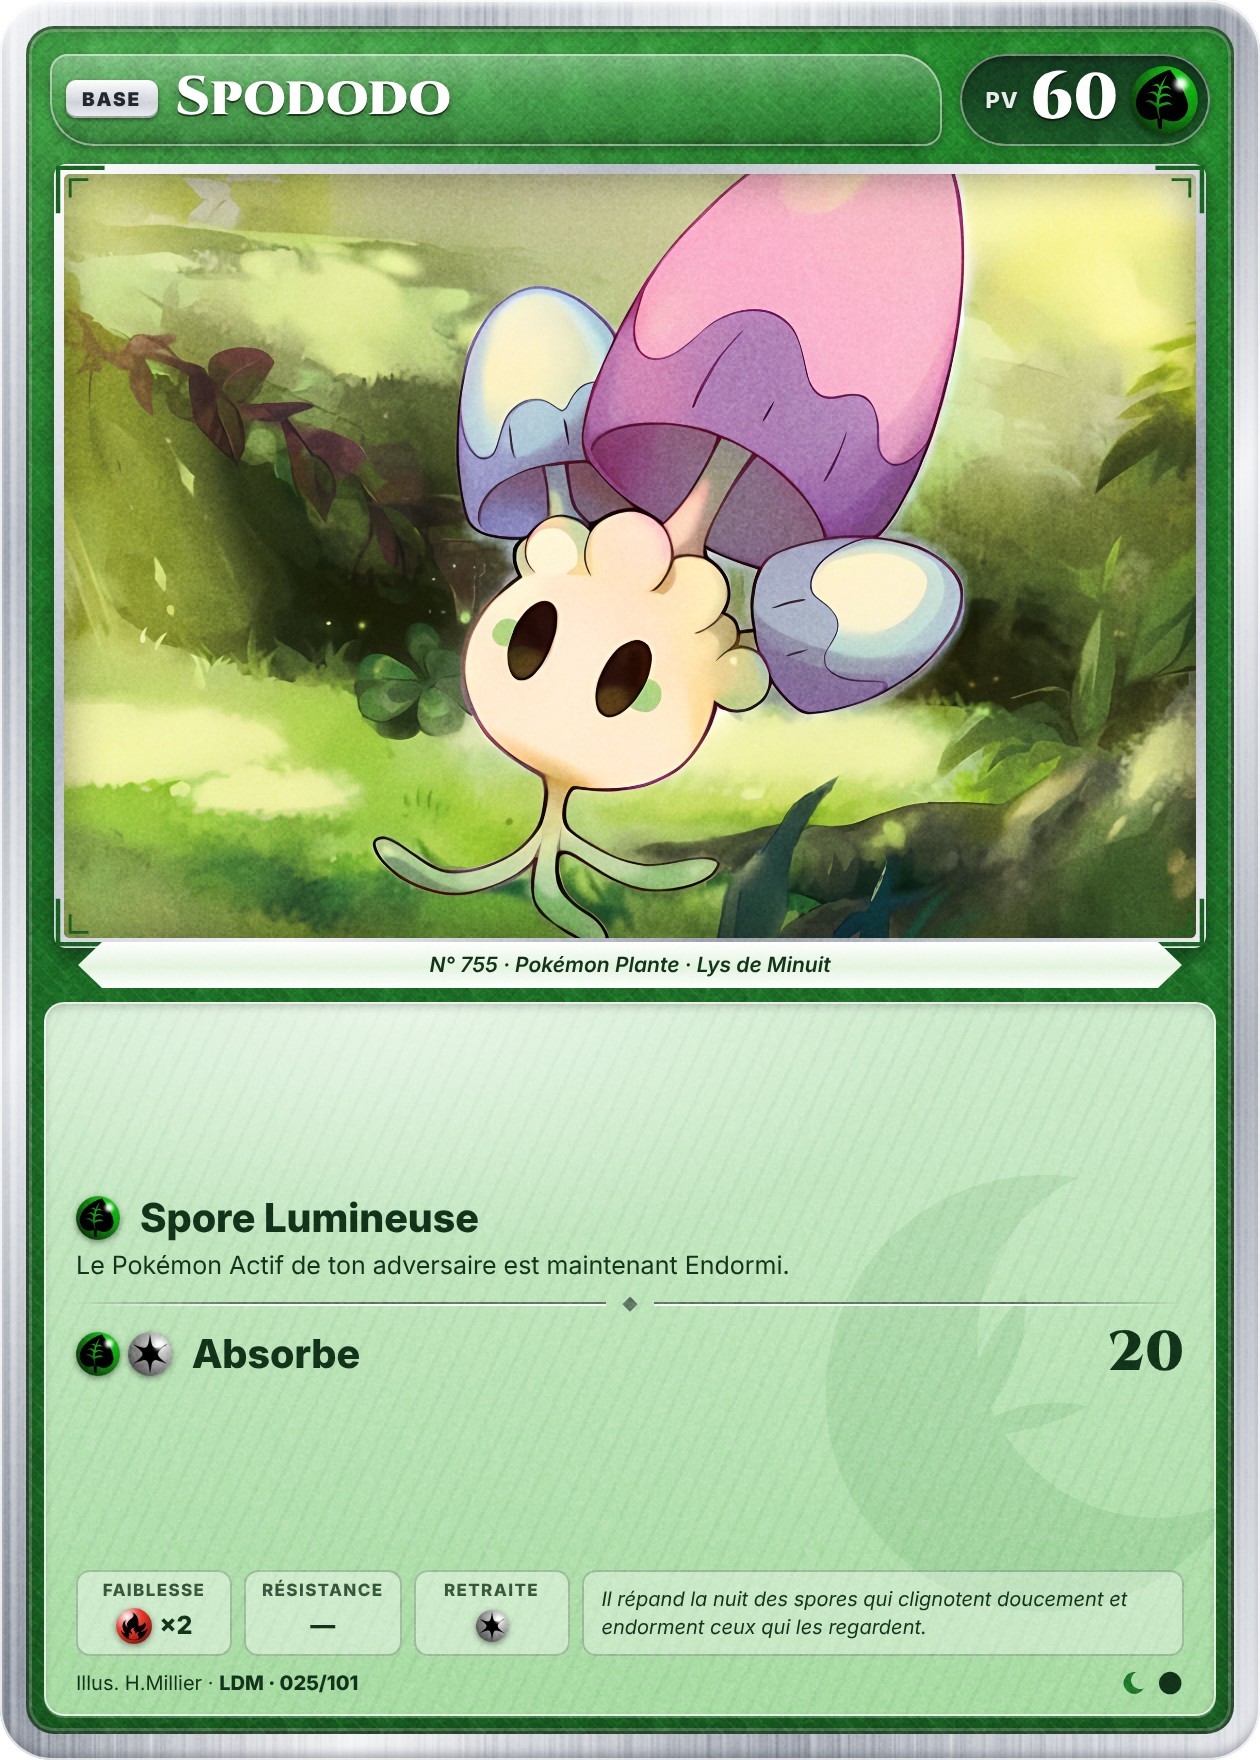 BASE
SPODODO
PV 60
N° 755 · Pokémon Plante · Lys de Minuit
Spore Lumineuse
Le Pokémon Actif de ton adversaire est maintenant Endormi.
Absorbe
20
FAIBLESSE
×2
RÉSISTANCE
—
RETRAITE
Il répand la nuit des spores qui clignotent doucement et
endorment ceux qui les regardent.
Illus. H.Millier · LDM · 025/101